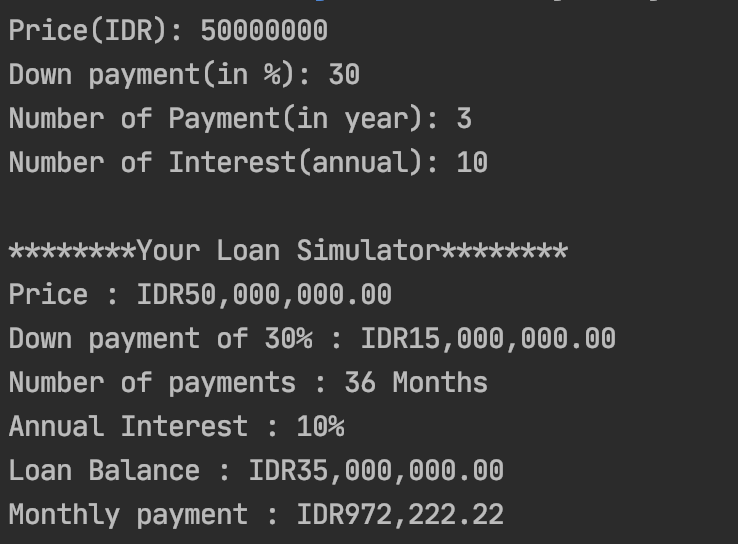 Price(IDR): 50000000
Down payment(in %): 30
Number of Payment(in year): 3
Number of Interest(annual): 10
********Your Loan Simulator********
Price : IDR50,000,000.00
Down payment of 30% : IDR15,000,000.00
Number of payments : 36 Months
Annual Interest : 10%
Loan Balance : IDR35,000,000.00
Monthly payment : IDR972,222.22